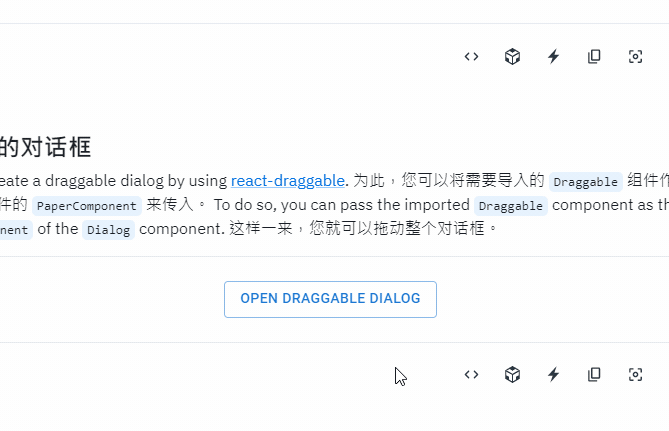 的对话框
eate a draggable dialog by using react-draggable. 为此，您可以将需要导入的 Draggable 组件作
件的 PaperComponent 来传入。 To do so, you can pass the imported Draggable component as th
nent of the Dialog component. 这样一来，您就可以拖动整个对话框。
OPEN DRAGGABLE DIALOG